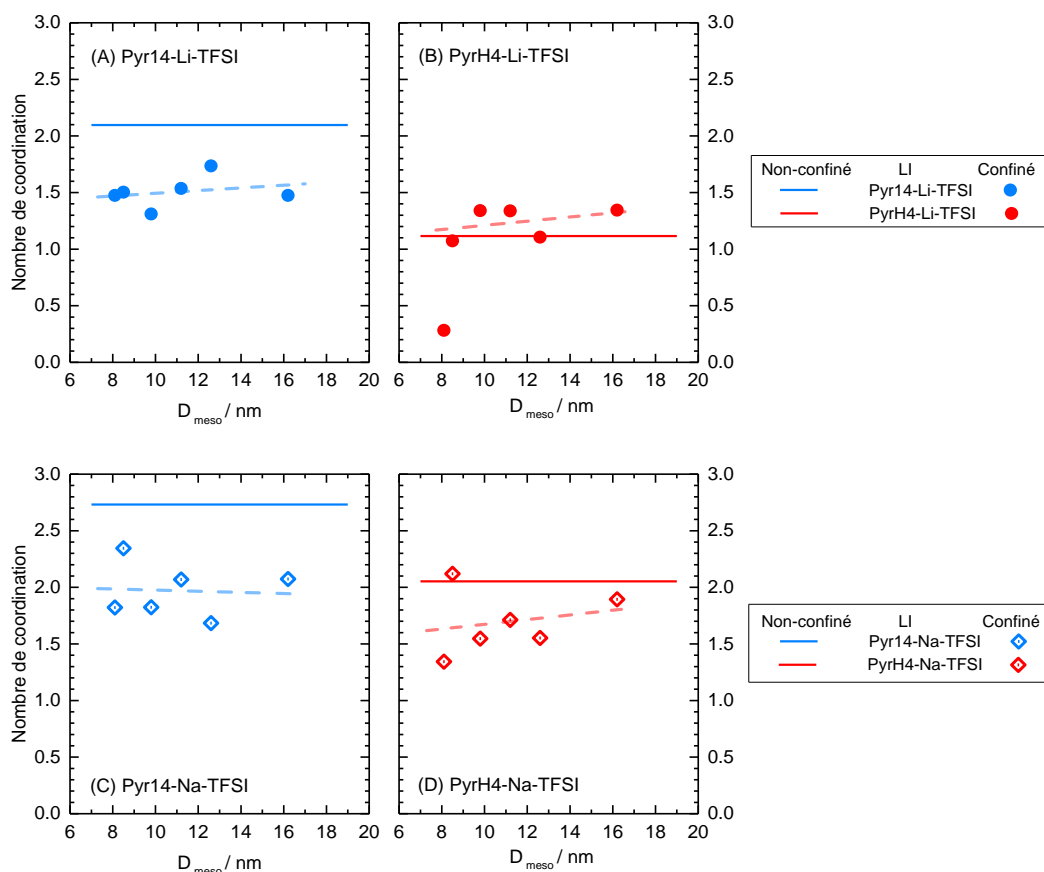 (A) Pyr14-Li-TFSI
(B) PyrH4-Li-TFSI
Nombre de coordination
3.0
2.5
2.0
1.5
1.0
0.5
0.0
3.0
2.5
2.0
1.5
1.0
0.5
0.0
6 8 10 12 14 16 18 20
6 8 10 12 14 16 18 20
D meso / nm
D meso / nm
Non-confiné LI Confiné
Pyr14-Li-TFSI
PyrH4-Li-TFSI
Nombre de coordination
3.0
2.5
2.0
1.5
1.0
0.5
0.0
3.0
2.5
2.0
1.5
1.0
0.5
0.0
(C) Pyr14-Na-TFSI
(D) PyrH4-Na-TFSI
6 8 10 12 14 16 18 20
6 8 10 12 14 16 18 20
D meso / nm
D meso / nm
Non-confiné LI Confiné
Pyr14-Na-TFSI
PyrH4-Na-TFSI